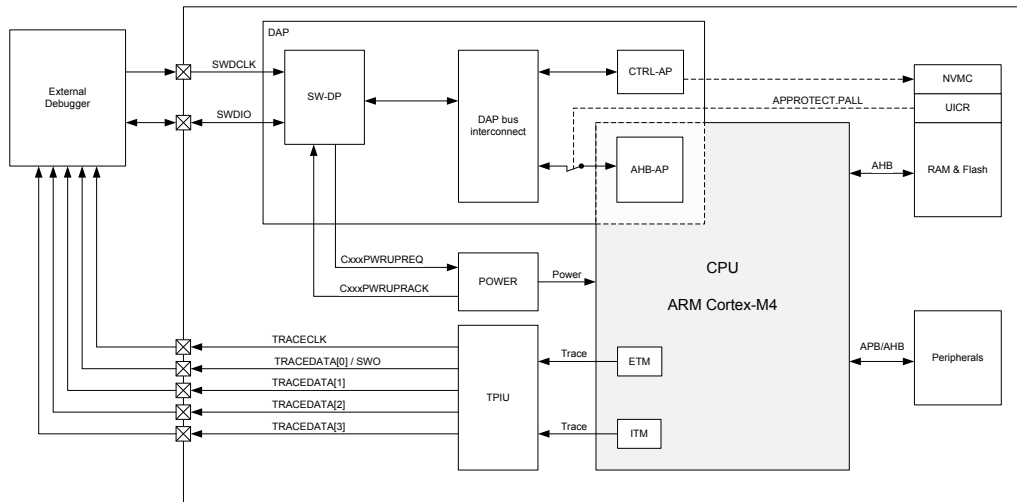 DAP
External
Debugger
SWDCLK
SWDIO
SW-DP
DAP bus
interconnect
CTRL-AP
AHB-AP
APPROTECT.PALL
NVMC
UICR
RAM & Flash
AHB
CxxxPWRUPREQ
CxxxPWRUPRACK
POWER
Power
CPU
ARM Cortex-M4
TRACECLK
TRACEDATA[0] / SWO
TRACEDATA[1]
TRACEDATA[2]
TRACEDATA[3]
TPIU
Trace
ETM
Trace
ITM
APB/AHB
Peripherals